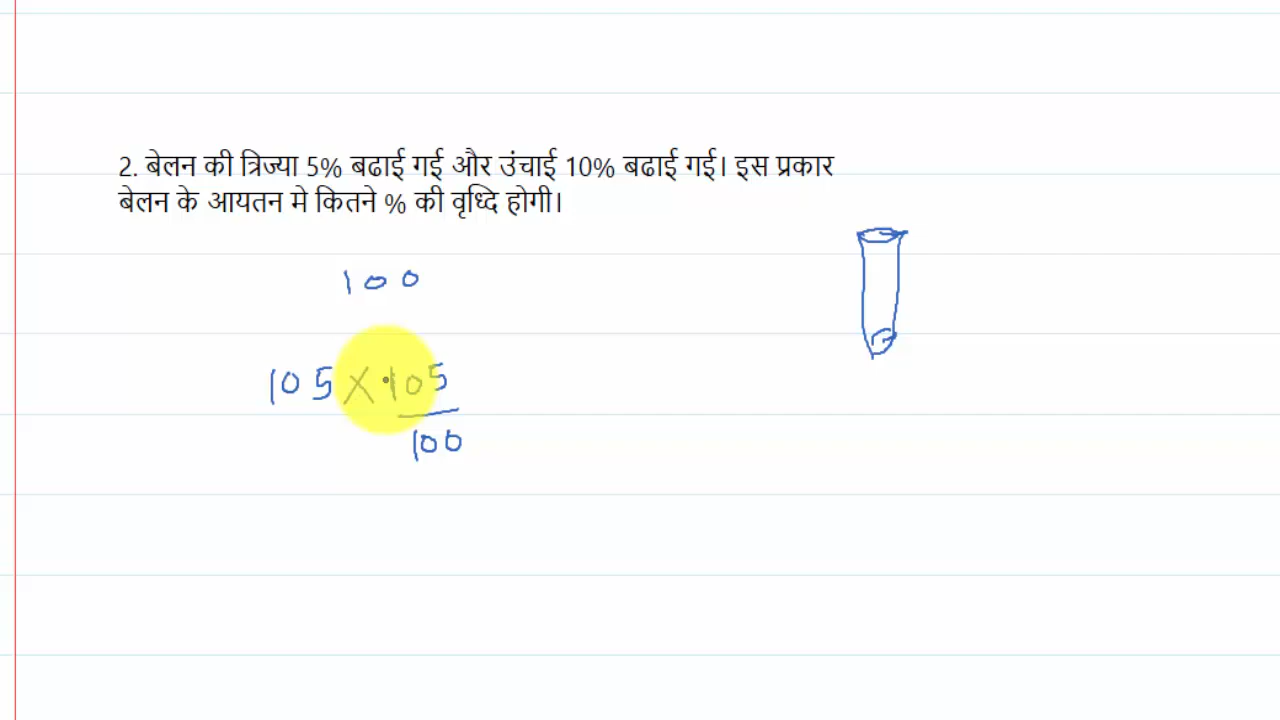 2. बेलन की त्रिज्या 5% बढाई गई और उंचाई 10% बढाई गई। इस प्रकार
बेलन के आयतन मे कितने % की वृध्दि होगी।
100
105 X 105
100